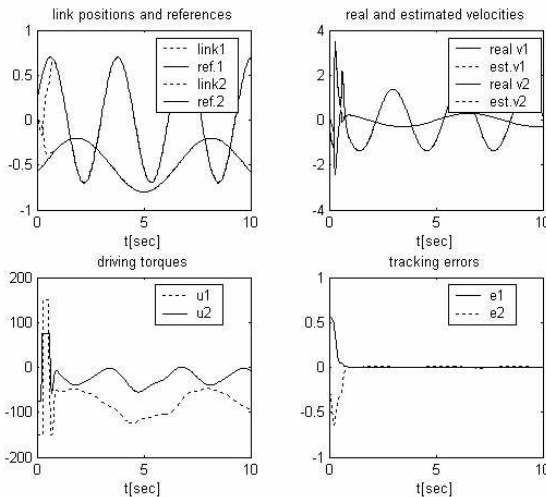 link positions and references
1
0.5
0
-0.5
-1
0
5
10
t[sec]
link1
ref.1
link2
ref.2
real and estimated velocities
4
2
0
-2
-4
0
5
10
t[sec]
real v1
est.v1
real v2
est.v2
driving torques
200
100
0
-100
-200
0
5
10
t[sec]
u1
u2
tracking errors
1
0.5
0
-0.5
-1
0
5
10
t[sec]
e1
e2